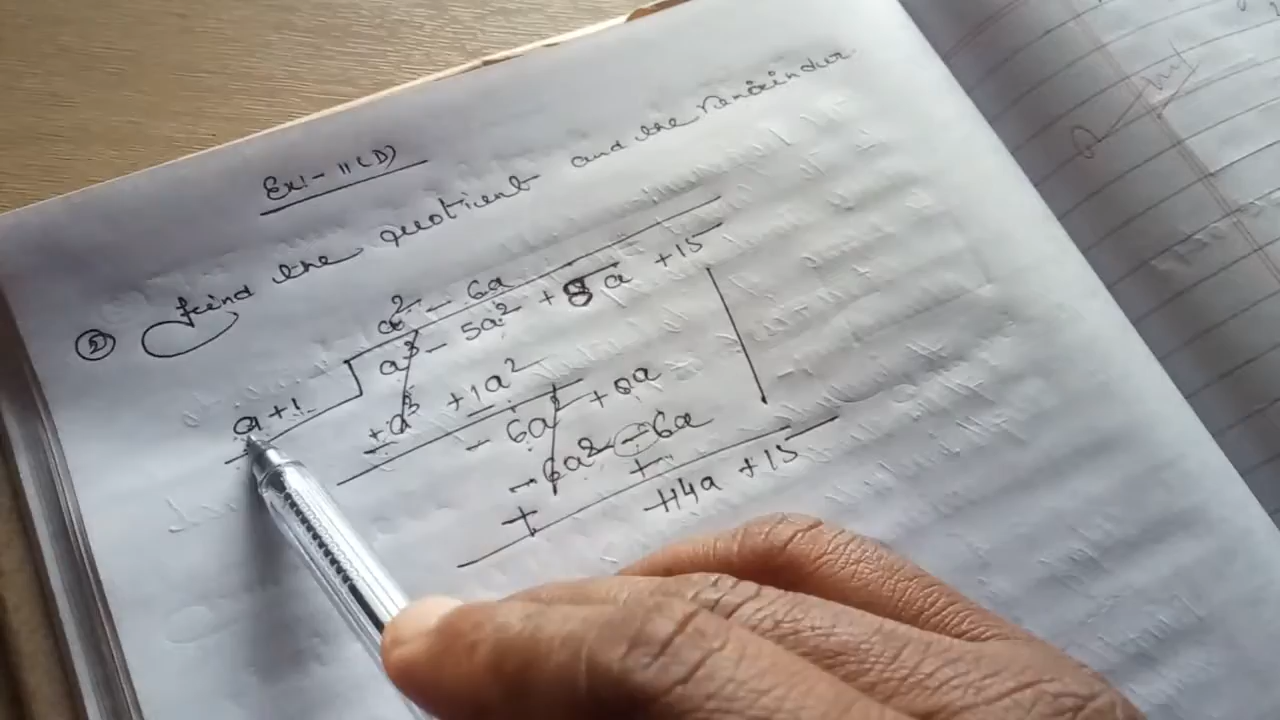 Ex:- 11(D)
② Find the quotient and the remainder
a² - 6a
a + 1 a³ - 5a² + 8a + 15
+ a³ + 1a²
-
- 6a² + 8a
- 6a² - 6a
+ +
+14a + 15